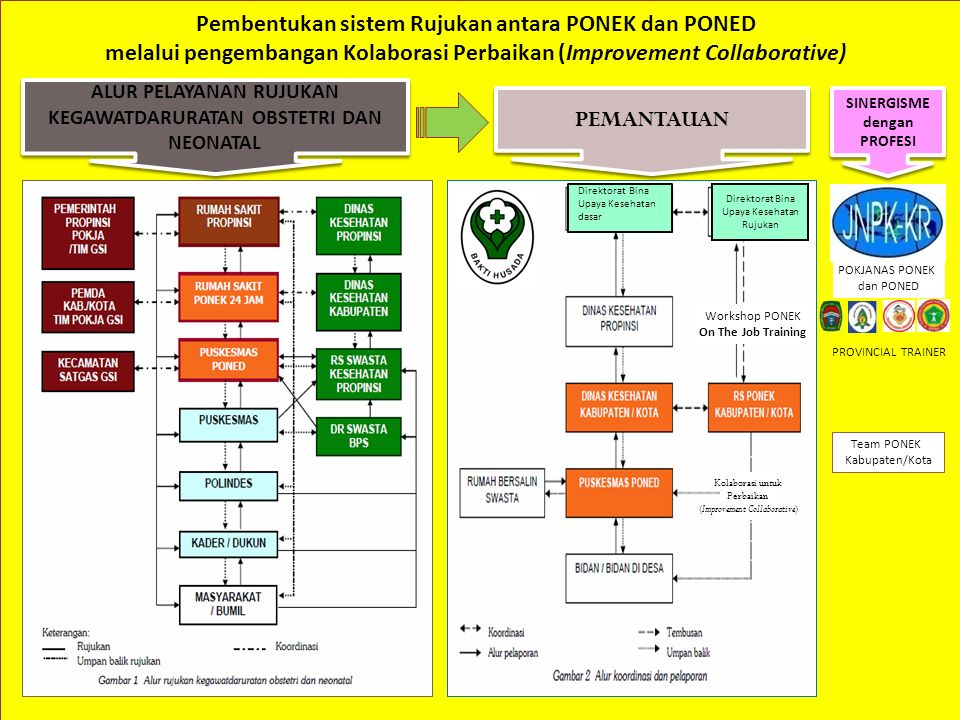 Pembentukan sistem Rujukan antara PONEK dan PONED
melalui pengembangan Kolaborasi Perbaikan (Improvement Collaborative)
ALUR PELAYANAN RUJUKAN
KEGAWATDARURATAN OBSTETRI DAN
NEONATAL
PEMANTAUAN
SINERGISME
dengan
PROFESI
PEMERINTAH
PROPINSI
POKJA
/TIM GSI
RUMAH SAKIT
PROPINSI
DINAS
KESEHATAN
PROPINSI
PEMDA
KAB/KOTA
TIM POKJA GSI
RUMAH SAKIT
PONEK 24 JAM
DINAS
KESEHATAN
KABUPATEN
KECAMATAN
SATGAS GSI
PUSKESMAS
PONED
RS SWASTA
KESEHATAN
PROPINSI
PUSKESMAS
DR SWASTA
BPS
POLINDES
KADER / DUKUN
MASYARAKAT
/ BUMIL
Keterangan:
Rujukan
Koordinasi
Umpan balik rujukan
Gambar 1 Alur rujukan kegawatdaruratan obstetri dan neonatal
BAKTI HUSADA
Direktorat Bina
Upaya Kesehatan
dasar
Direktorat Bina
Upaya Kesehatan
Rujukan
DINAS KESEHATAN
PROPINSI
Workshop PONEK
On The Job Training
DINAS KESEHATAN
KABUPATEN / KOTA
RS PONEK
KABUPATEN / KOTA
RUMAH BERSALIN
SWASTA
PUSKESMAS PONED
Kolaborasi untuk
Perbaikan
(Improvement Collaborative)
BIDAN / BIDAN DI DESA
Koordinasi
Tembusan
Alur pelaporan
Umpan balik
Gambar 2 Alur koordinasi dan pelaporan
JNPK-KR
POKJANAS PONEK
dan PONED
PROVINCIAL TRAINER
Team PONEK
Kabupaten/Kota